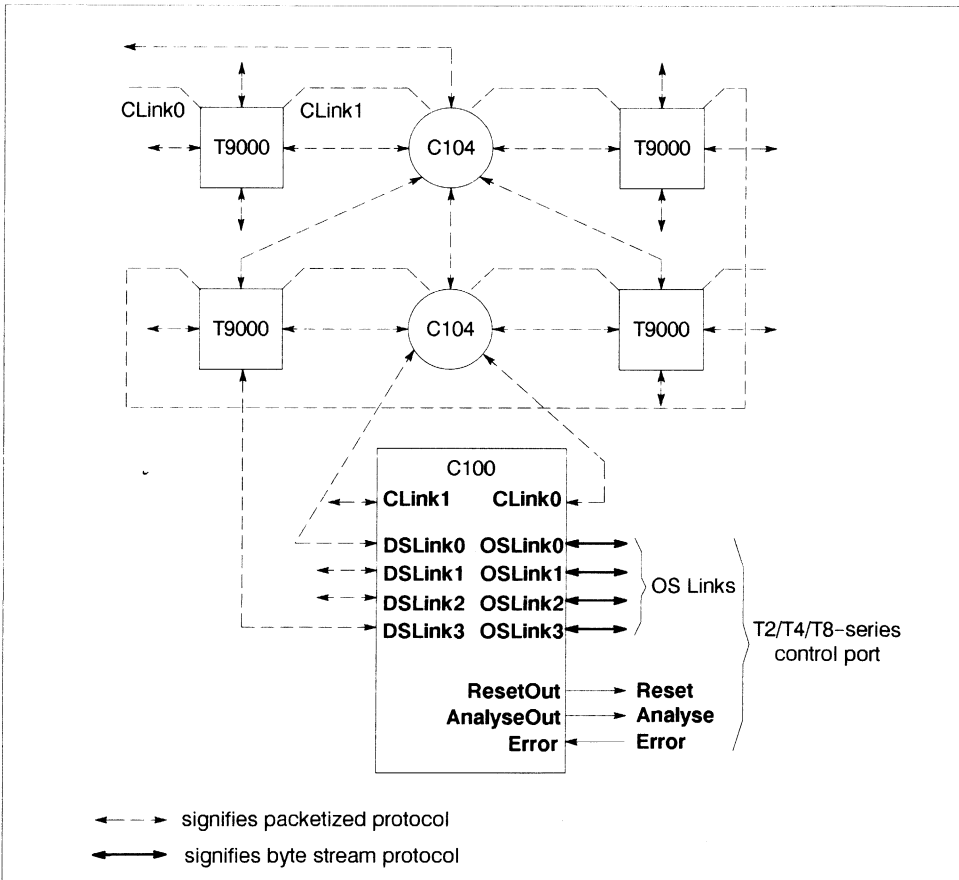 CLink0
CLink1
T9000
C104
T9000
T9000
C104
T9000
C100
CLink1 CLink0
DSLink0 OSLink0
DSLink1 OSLink1
DSLink2 OSLink2
DSLink3 OSLink3
OS Links
T2/T4/T8-series
control port
ResetOut Reset
AnalyseOut Analyse
Error Error
signifies packetized protocol
signifies byte stream protocol